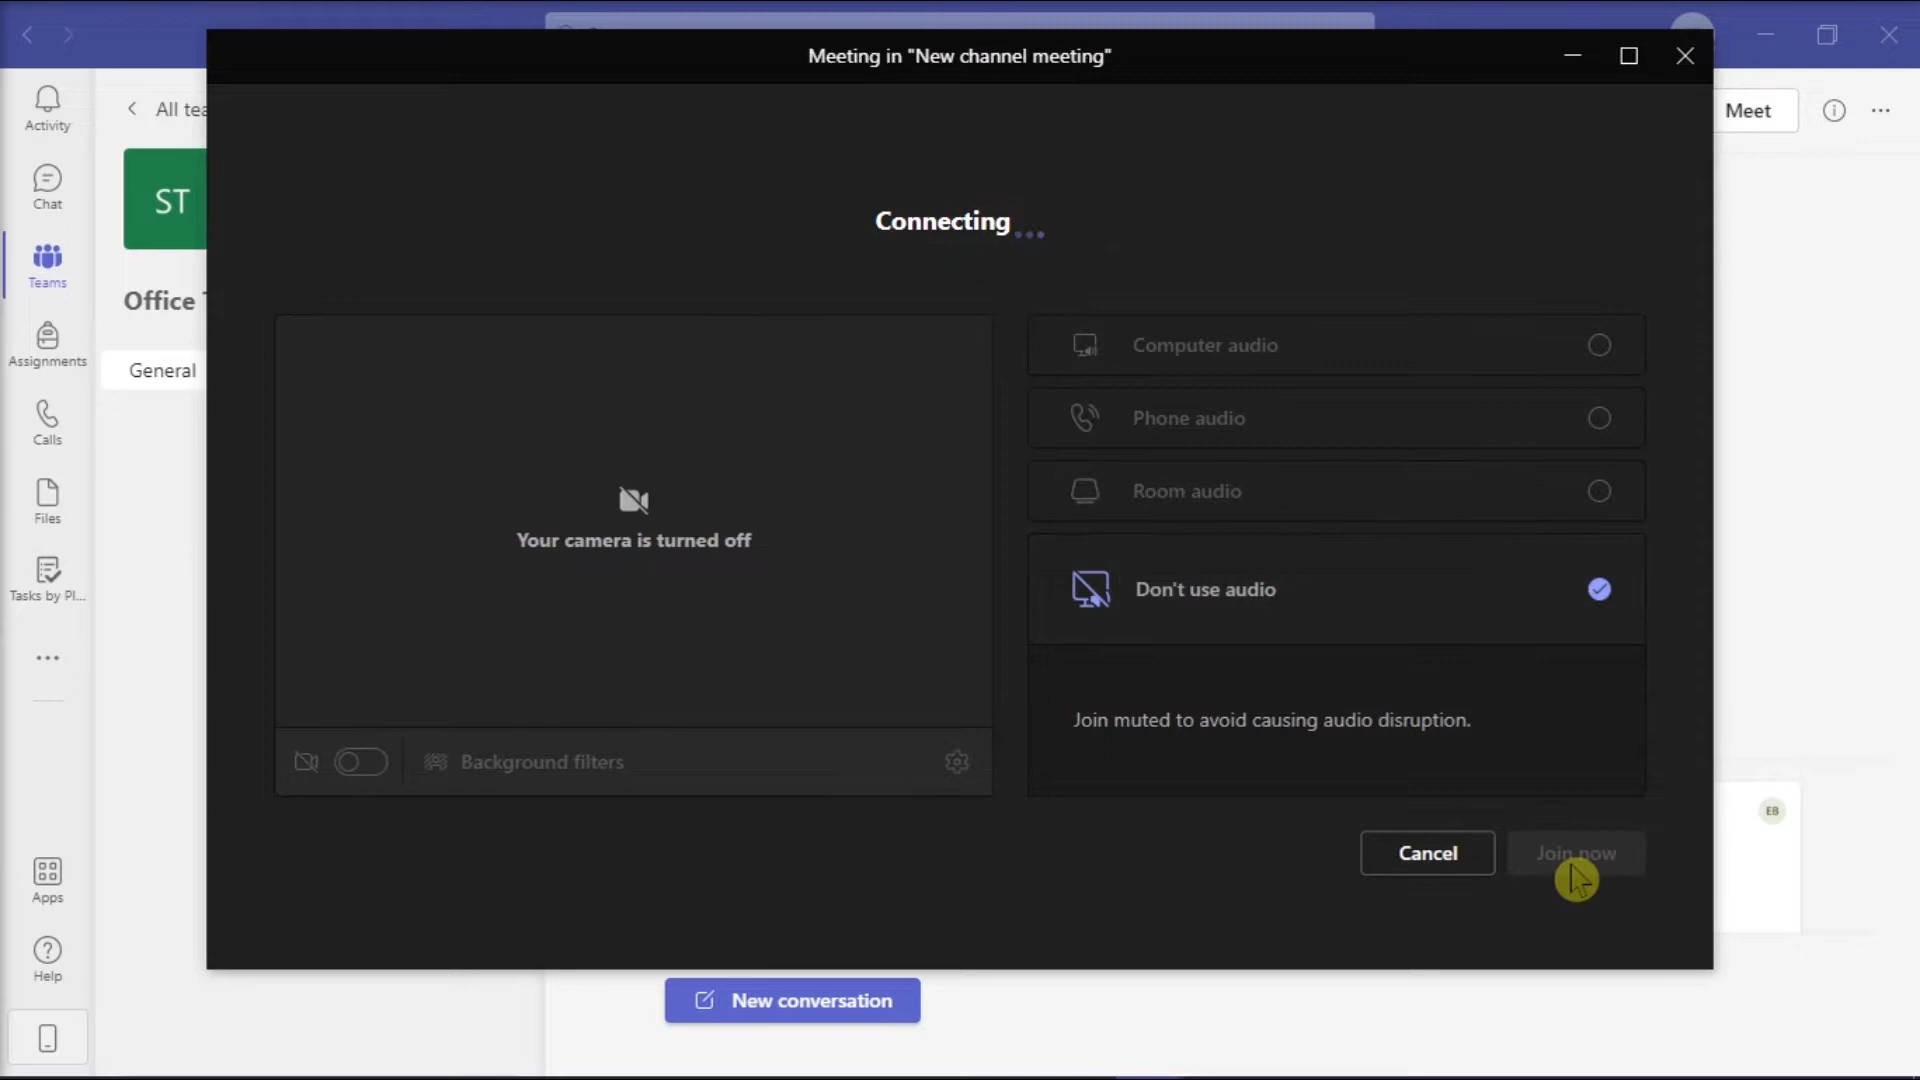 Meeting in "New channel meeting"
Activity
Chat
Teams
Assignments
Calls
Files
Tasks by Pl...
...
Apps
Help
All tea
ST
Office
General
Meet
...
Connecting...
Your camera is turned off
Background filters
Computer audio
Phone audio
Room audio
Don't use audio
Join muted to avoid causing audio disruption.
Cancel
Join now
EB
New conversation